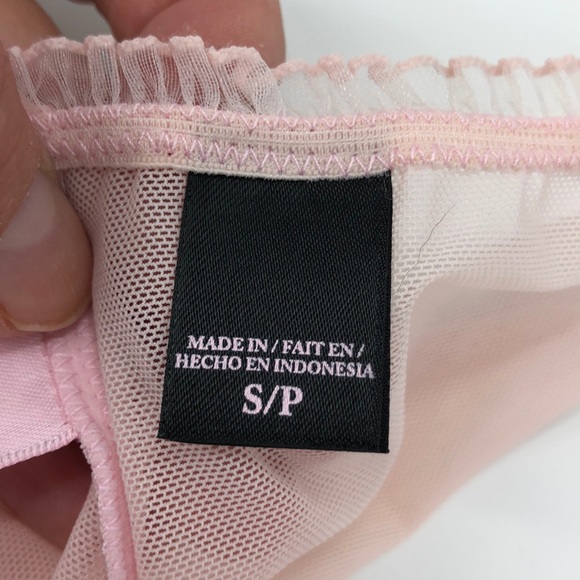 MADE IN / FAIT EN /
HECHO EN INDONESIA
S/P